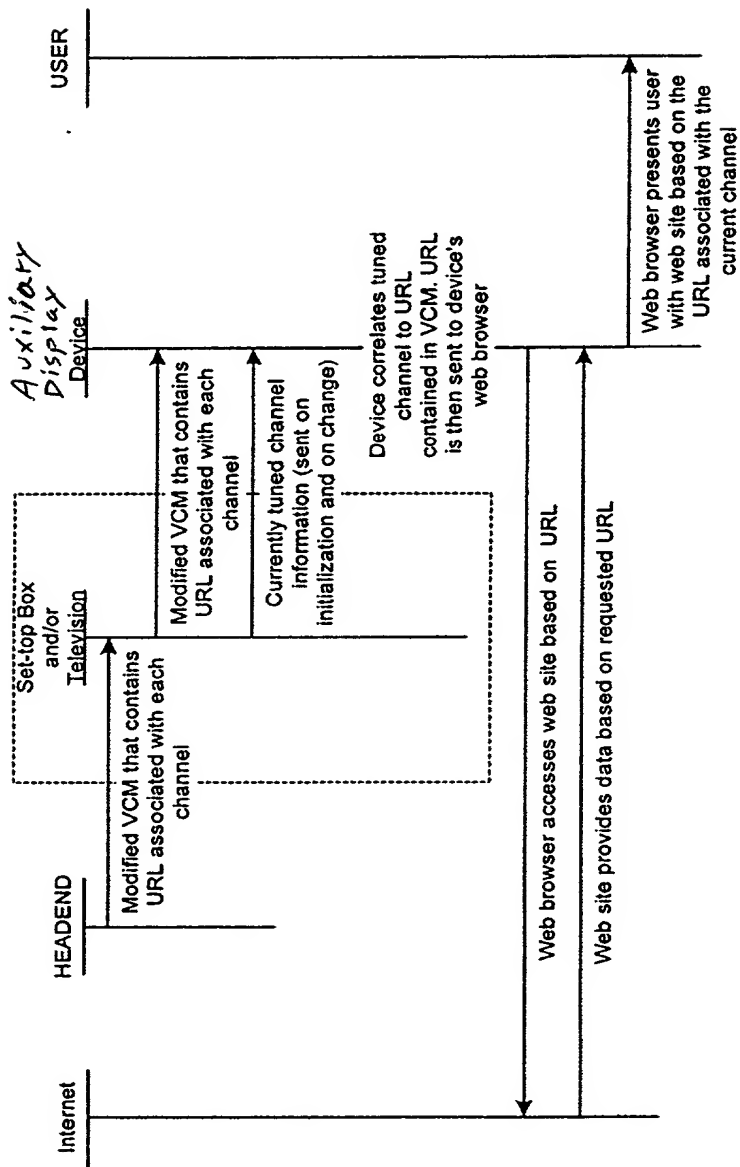 Internet
HEADEND
Set-top Box
and/or
Television
Auxiliary
Display
Device
USER
Modified VCM that contains
URL associated with each
channel
Modified VCM that contains
URL associated with each
channel
Currently tuned channel
information (sent on
initialization and on change)
Device correlates tuned
channel to URL
contained in VCM. URL
is then sent to device's
web browser
Web browser accesses web site based on URL
Web site provides data based on requested URL
Web browser presents user
with web site based on the
URL associated with the
current channel